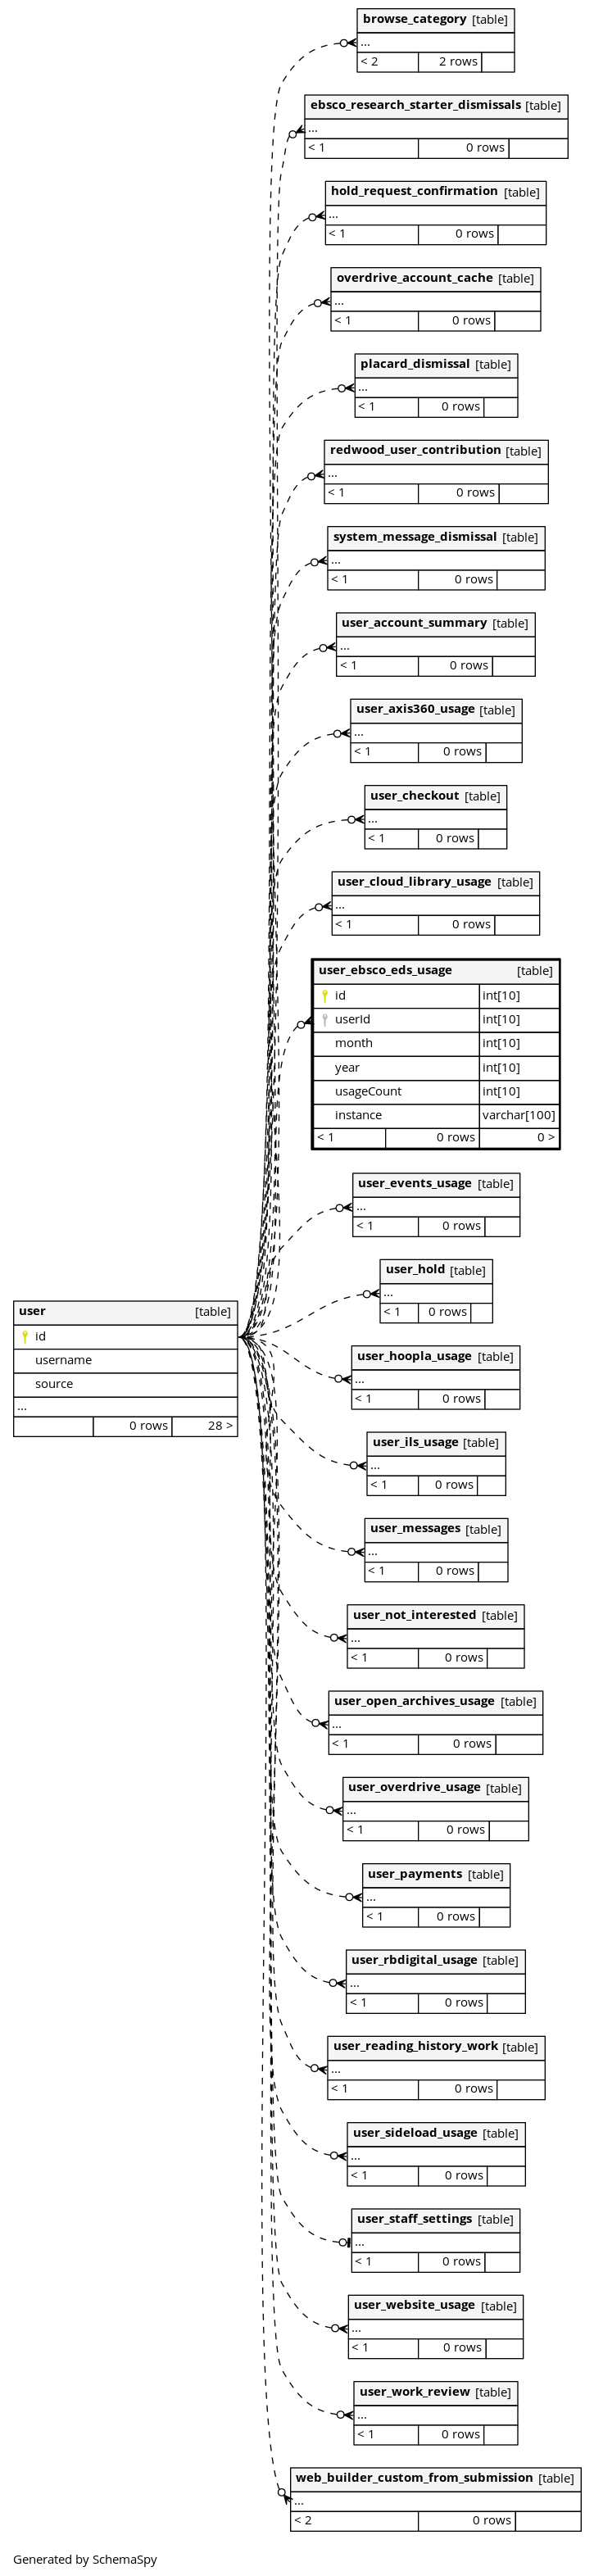 browse_category [table]
...
< 2 2 rows
ebsco_research_starter_dismissals [table]
...
< 1 0 rows
hold_request_confirmation [table]
...
< 1 0 rows
overdrive_account_cache [table]
...
< 1 0 rows
placard_dismissal [table]
...
< 1 0 rows
redwood_user_contribution [table]
...
< 1 0 rows
system_message_dismissal [table]
...
< 1 0 rows
user_account_summary [table]
...
< 1 0 rows
user_axis360_usage [table]
...
< 1 0 rows
user_checkout [table]
...
< 1 0 rows
user_cloud_library_usage [table]
...
< 1 0 rows
user_ebsco_eds_usage [table]
id int[10]
userId int[10]
month int[10]
year int[10]
usageCount int[10]
instance varchar[100]
< 1 0 rows 0 >
user_events_usage [table]
...
< 1 0 rows
user_hold [table]
...
< 1 0 rows
user [table]
id
username
source
...
0 rows 28 >
user_hoopla_usage [table]
...
< 1 0 rows
user_ils_usage [table]
...
< 1 0 rows
user_messages [table]
...
< 1 0 rows
user_not_interested [table]
...
< 1 0 rows
user_open_archives_usage [table]
...
< 1 0 rows
user_overdrive_usage [table]
...
< 1 0 rows
user_payments [table]
...
< 1 0 rows
user_rbdigital_usage [table]
...
< 1 0 rows
user_reading_history_work [table]
...
< 1 0 rows
user_sideload_usage [table]
...
< 1 0 rows
user_staff_settings [table]
...
< 1 0 rows
user_website_usage [table]
...
< 1 0 rows
user_work_review [table]
...
< 1 0 rows
web_builder_custom_from_submission [table]
...
< 2 0 rows
Generated by SchemaSpy